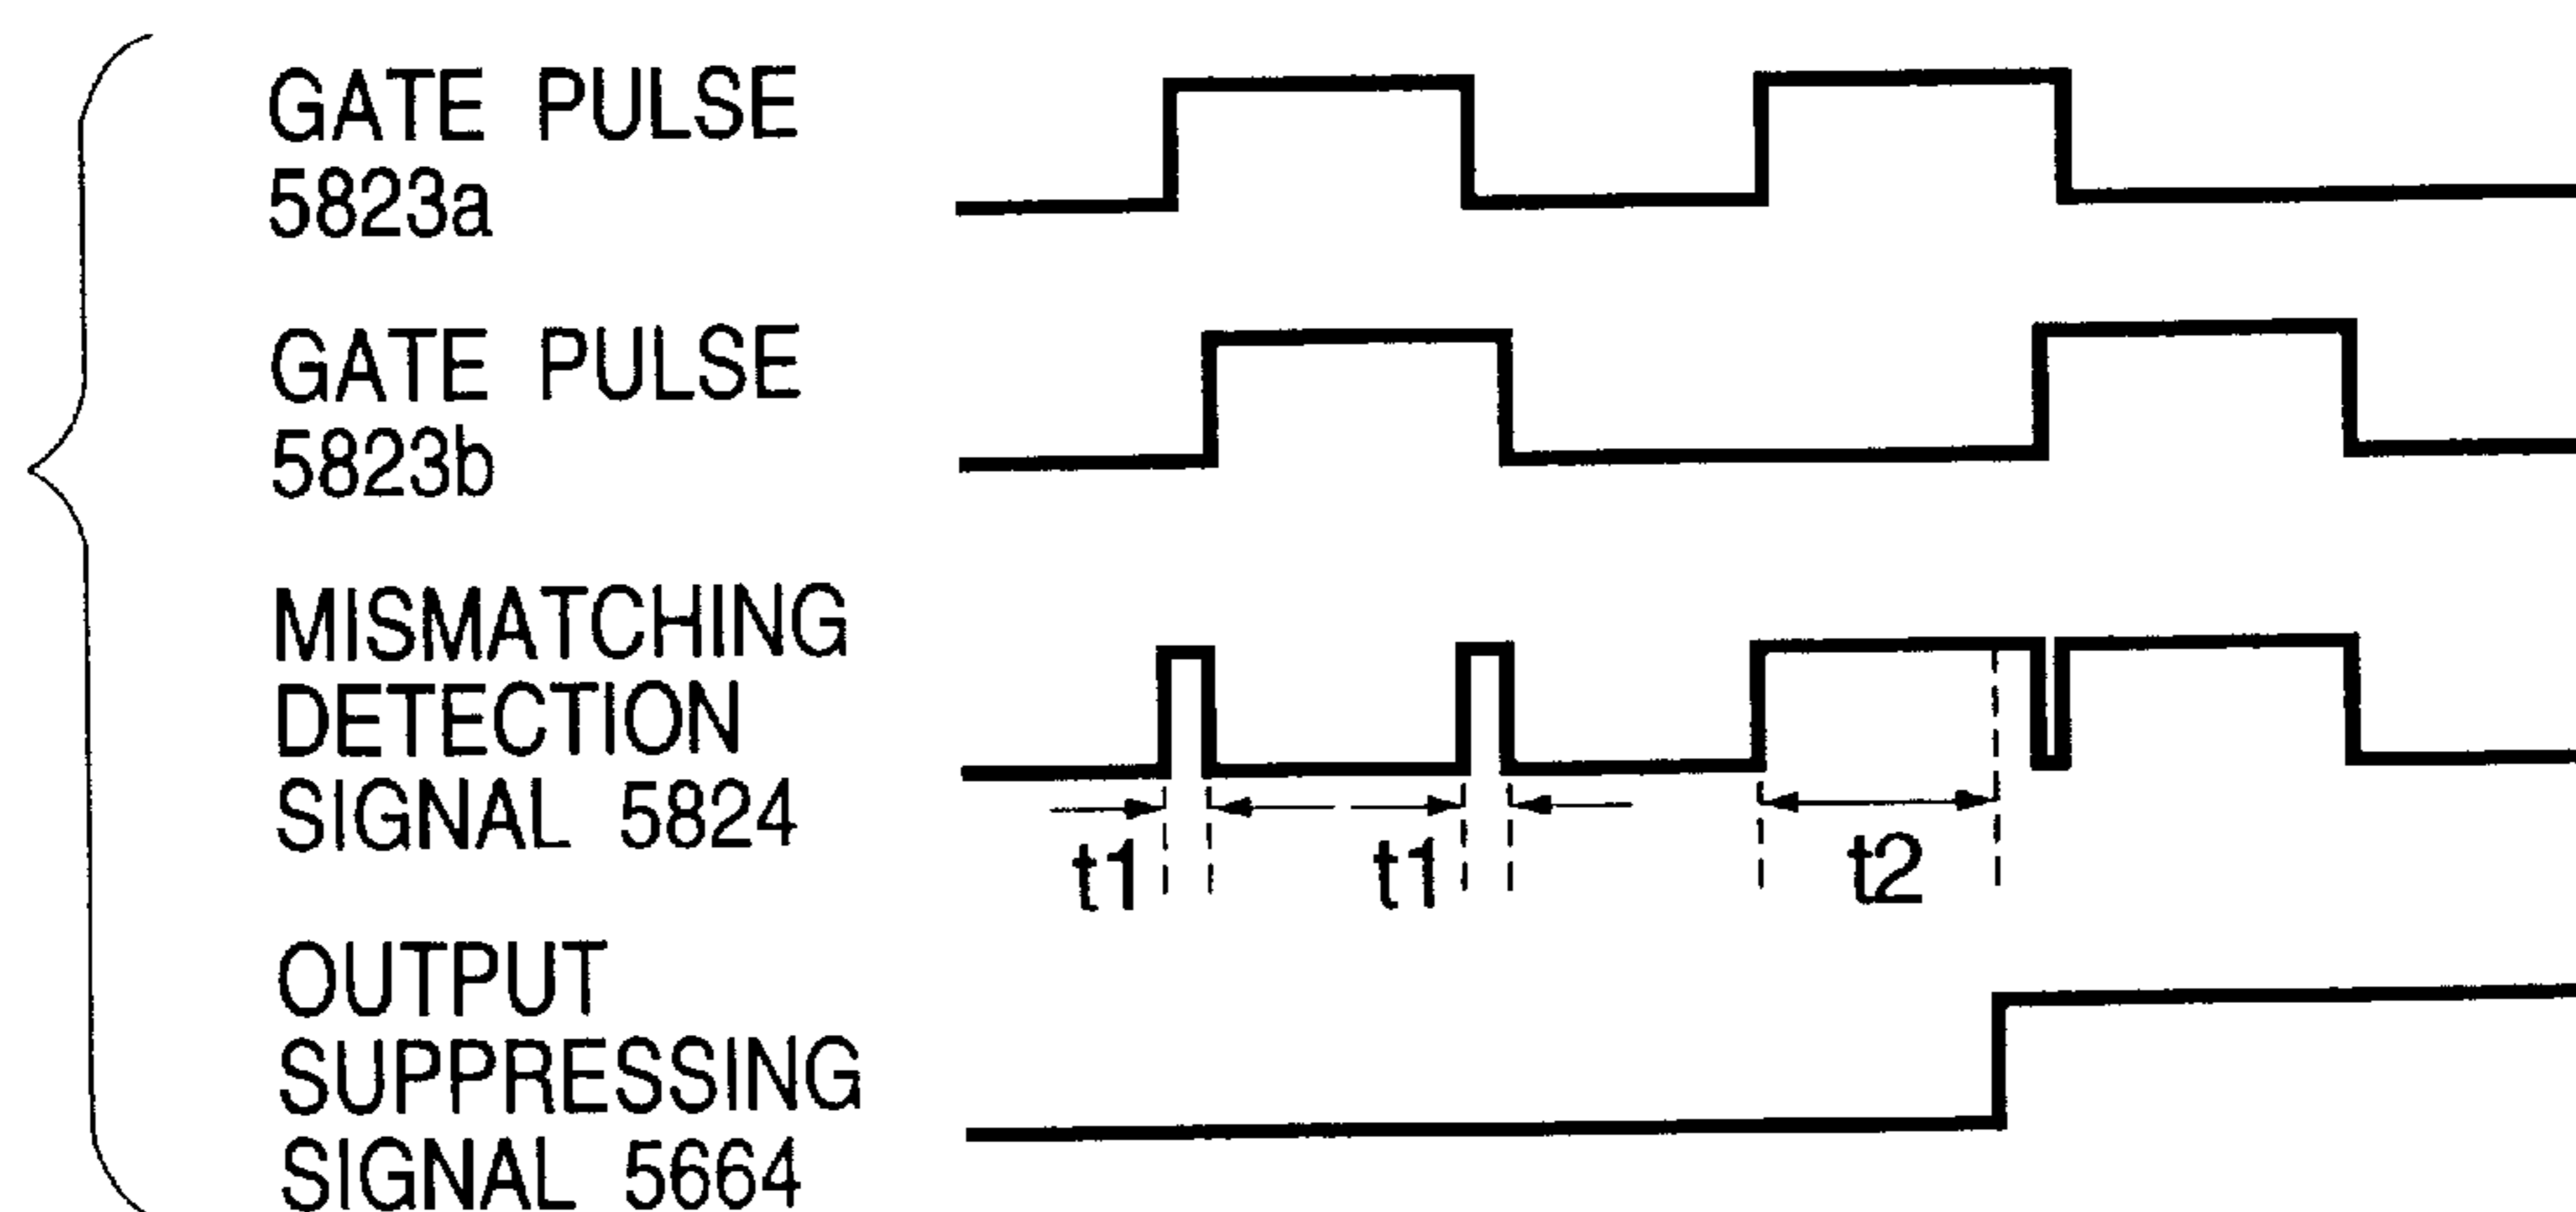 GATE PULSE
5823a
GATE PULSE
5823b
MISMATCHING
DETECTION
SIGNAL 5824
t1
t1
t2
OUTPUT
SUPPRESSING
SIGNAL 5664